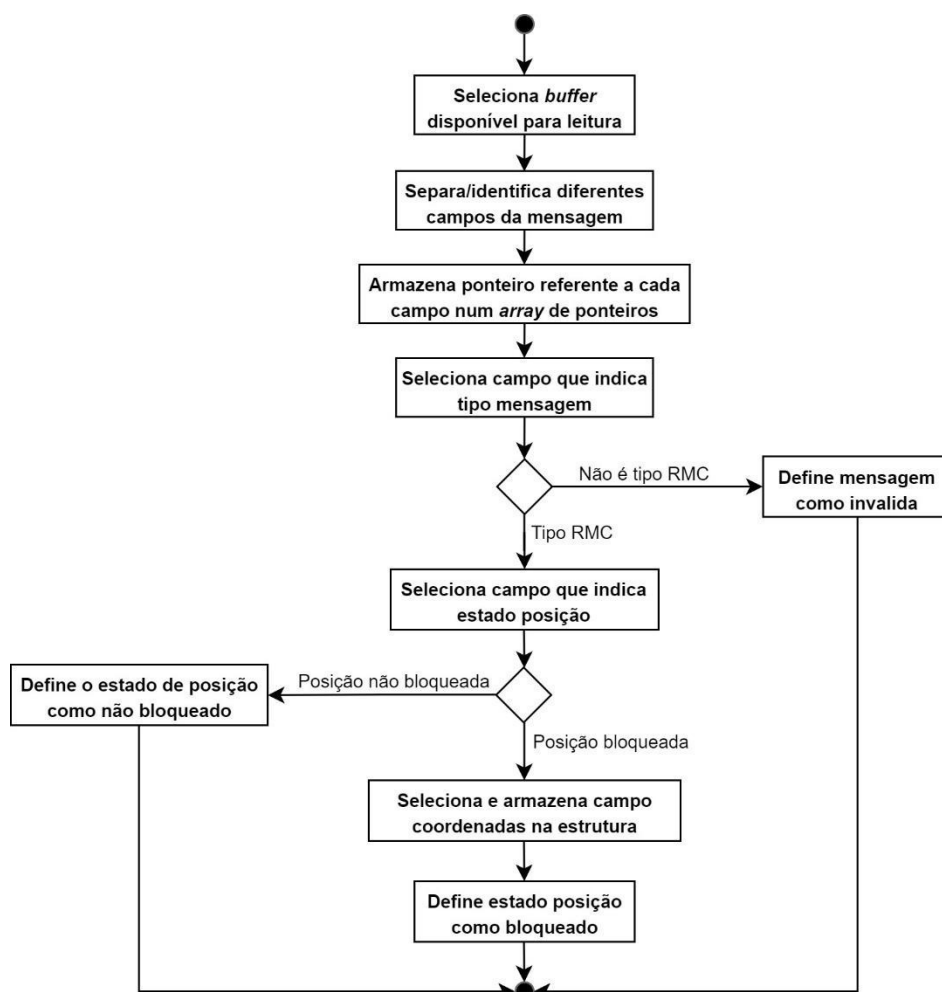 Seleciona buffer
disponível para leitura
Separa/identifica diferentes
campos da mensagem
Armazena ponteiro referente a cada
campo num array de ponteiros
Seleciona campo que indica
tipo mensagem
Não é tipo RMC
Define mensagem
como invalida
Tipo RMC
Seleciona campo que indica
estado posição
Posição não bloqueada
Define o estado de posição
como não bloqueado
Posição bloqueada
Seleciona e armazena campo
coordenadas na estrutura
Define estado posição
como bloqueado